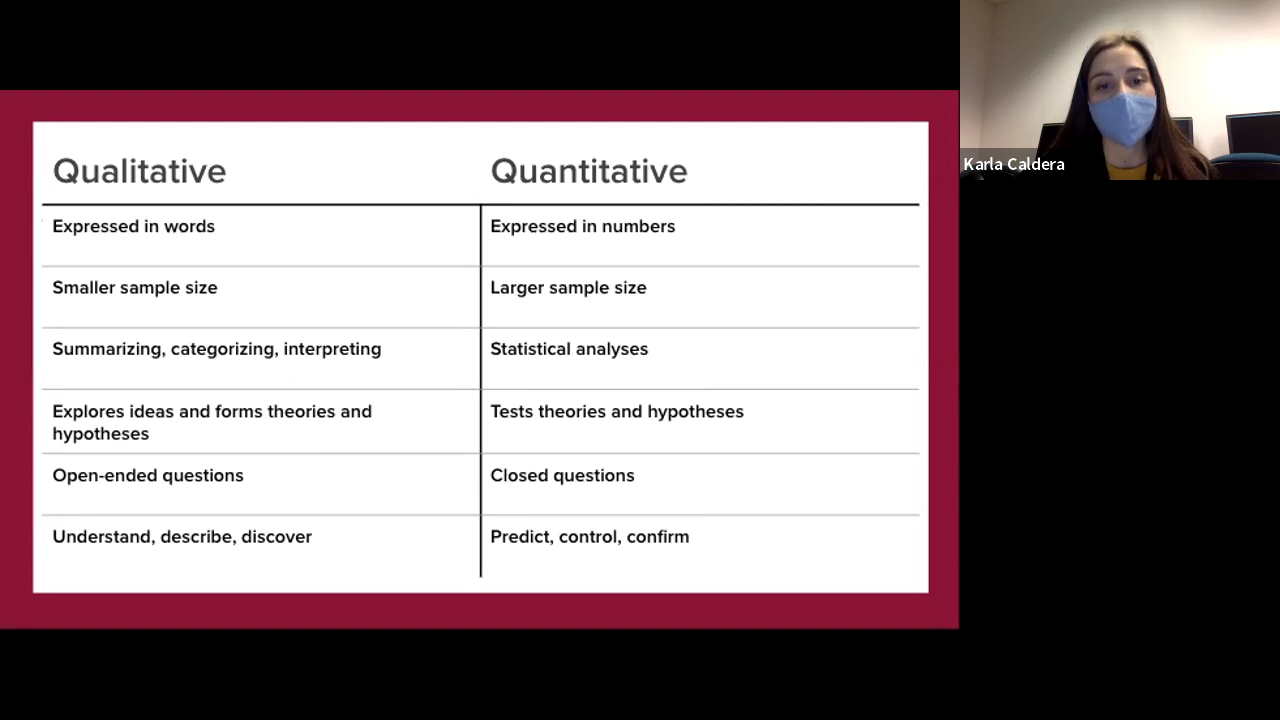 Qualitative
Quantitative
Expressed in words
Expressed in numbers
Smaller sample size
Larger sample size
Summarizing, categorizing, interpreting
Statistical analyses
Explores ideas and forms theories and
hypotheses
Tests theories and hypotheses
Open-ended questions
Closed questions
Understand, describe, discover
Predict, control, confirm
Karla Caldera